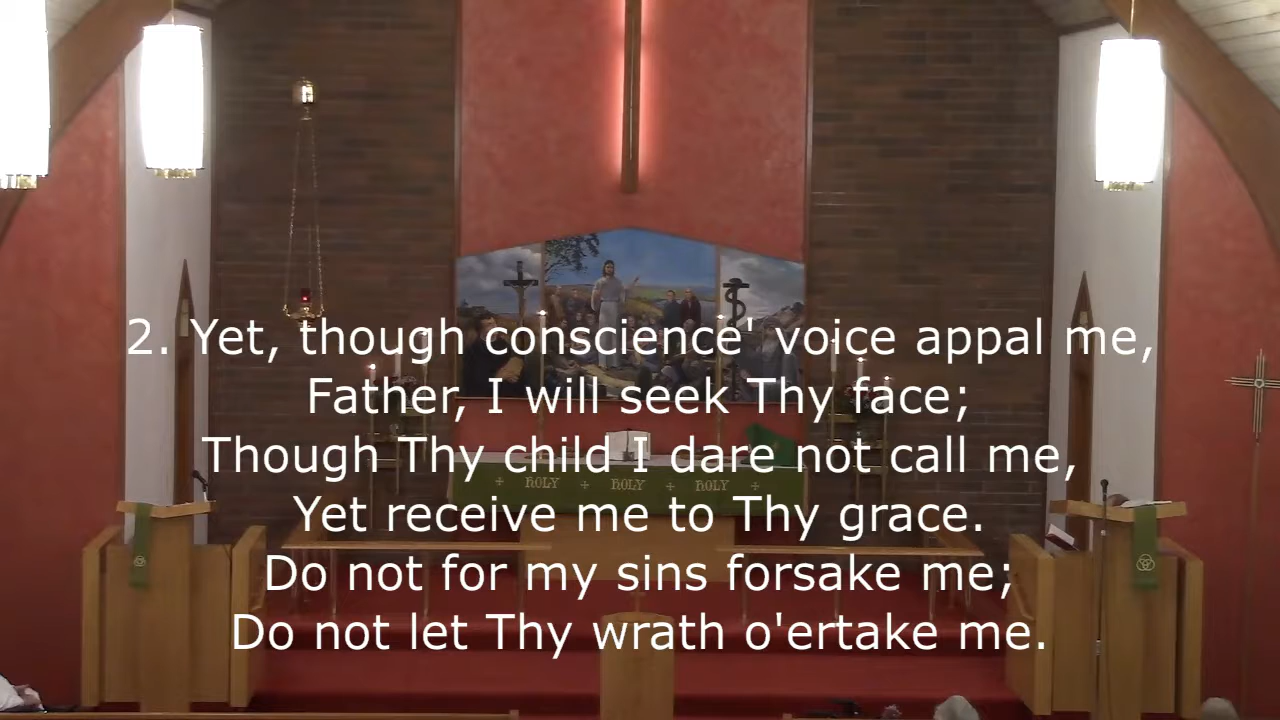 2. Yet, though conscience' voice appal me,
Father, I will seek Thy face;
Though Thy child I dare not call me,
Yet receive me to Thy grace.
Do not for my sins forsake me;
Do not let Thy wrath o'ertake me.
HOLY HOLY HOLY